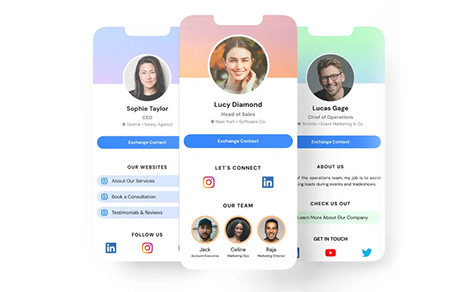 Sophie Taylor
CEO
Seattle • Saleay Agency
Exchange Contact
OUR WEBSITES
About Our Services
Book a Consultation
Testimonials & Reviews
FOLLOW US
Lucy Diamond
Head of Sales
New York • Software Co.
Exchange Contact
LET'S CONNECT
OUR TEAM
Jack
Account Executive
Celine
Marketing Ops
Raja
Marketing Director
Lucas Gage
Chief of Operations
Toronto • Event Marketing & Co.
Exchange Contact
ABOUT US
of the operations team, my job is to assist
ng leads during events and tradeshows.
CHECK US OUT
Learn More About Our Company
GET IN TOUCH